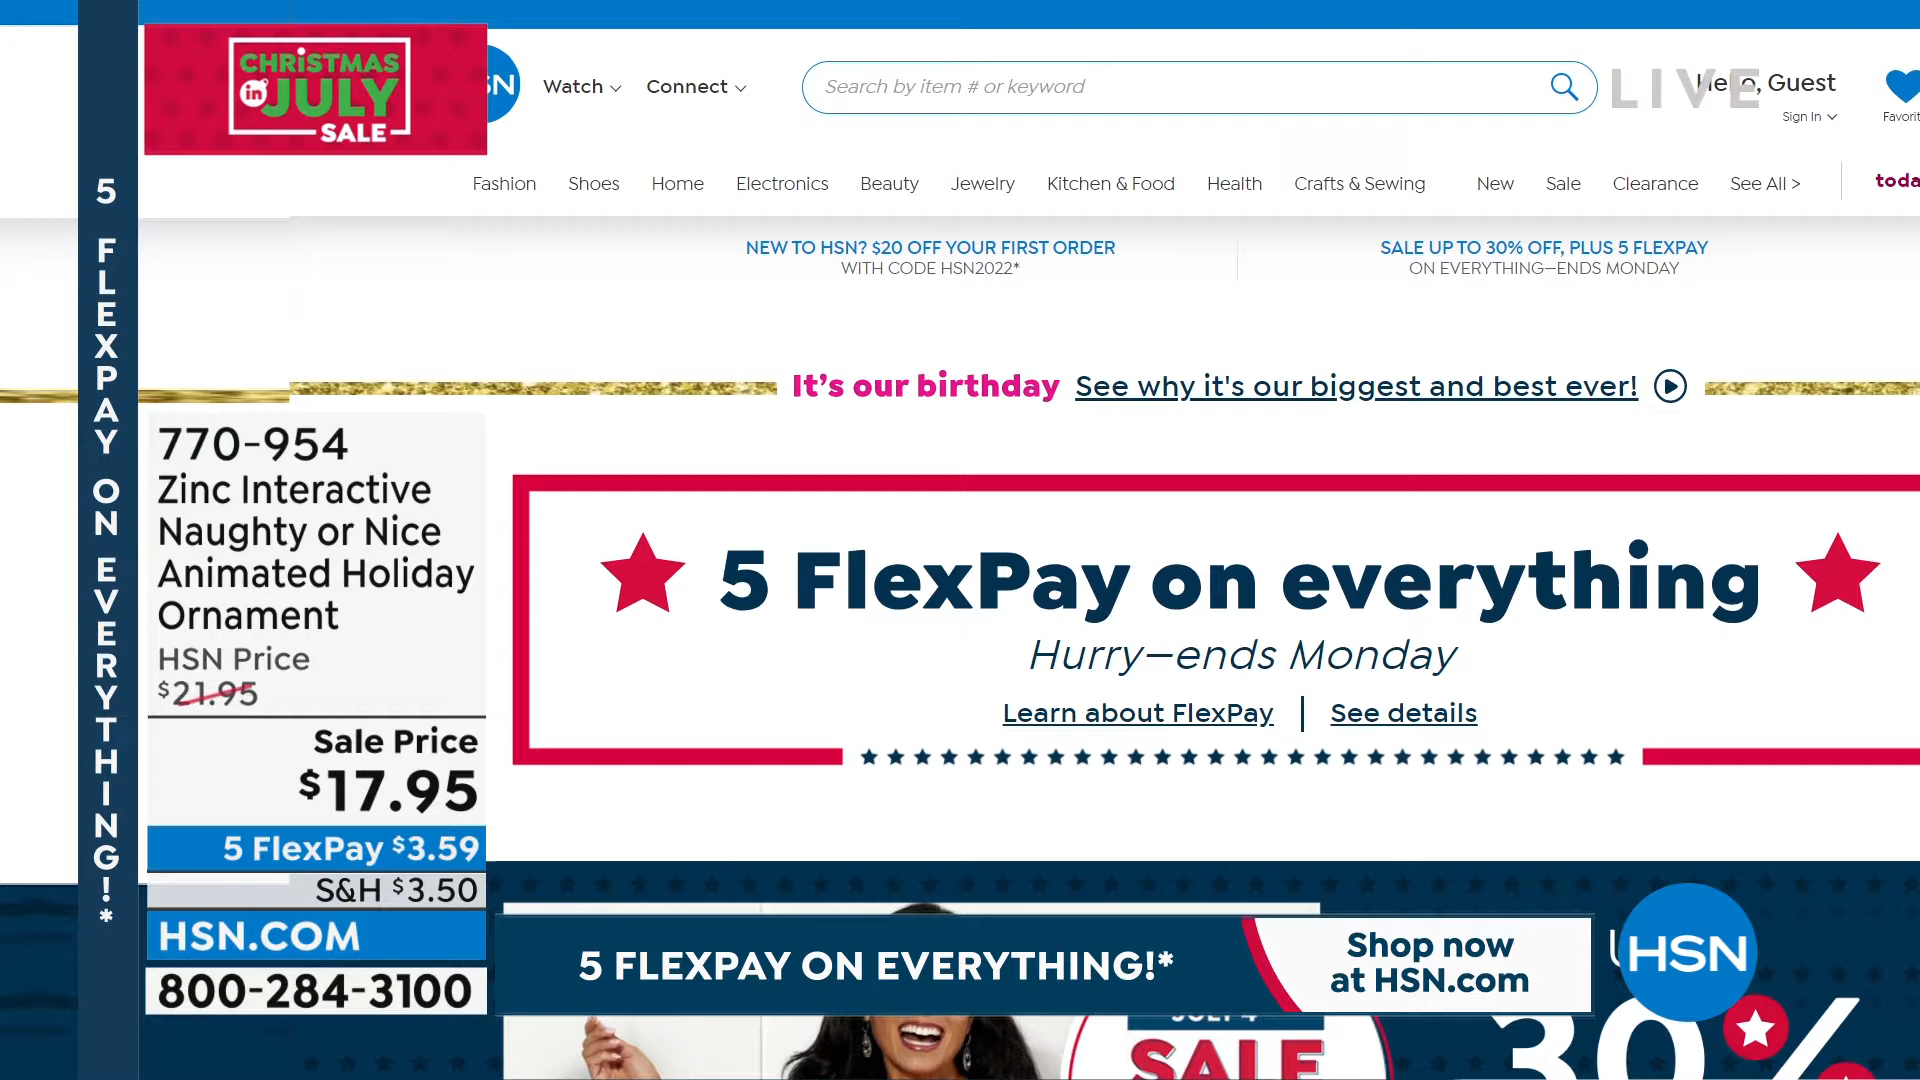 CHRISTMAS
in JULY
SALE
Watch
Connect
Search by item # or keyword
LIVE
Hello, Guest
Sign In
Fashion Shoes Home Electronics Beauty Jewelry Kitchen & Food Health Crafts & Sewing New Sale Clearance See All >
NEW TO HSN? $20 OFF YOUR FIRST ORDER
WITH CODE HSN2022*
SALE UP TO 30% OFF, PLUS 5 FLEXPAY
ON EVERYTHING—ENDS MONDAY
It's our birthday See why it's our biggest and best ever!
5 FLEXPAY ON EVERYTHING!*
770-954
Zinc Interactive
Naughty or Nice
Animated Holiday
Ornament
HSN Price
$21.95
Sale Price
$17.95
5 FlexPay $3.59
S&H $3.50
HSN.COM
800-284-3100
5 FlexPay on everything
Hurry—ends Monday
Learn about FlexPay | See details
5 FLEXPAY ON EVERYTHING!*
Shop now
at HSN.com
HSN
JULY 4
SALE
30%